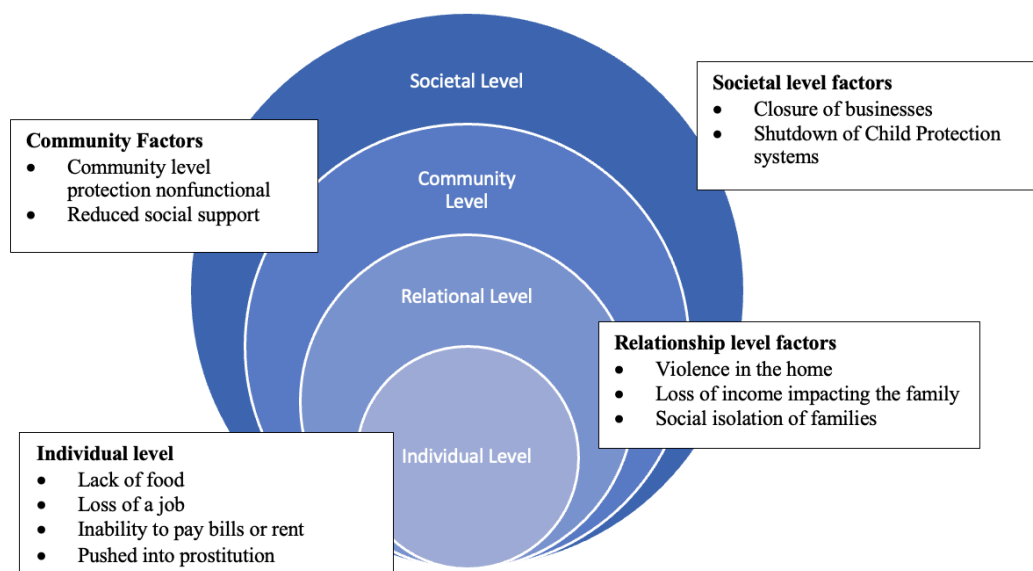 Societal Level
Societal level factors
• Closure of businesses
• Shutdown of Child Protection
systems
Community Factors
• Community level
protection nonfunctional
• Reduced social support
Community
Level
Relational Level
Relationship level factors
• Violence in the home
• Loss of income impacting the family
• Social isolation of families
Individual level
• Lack of food
• Loss of a job
• Inability to pay bills or rent
• Pushed into prostitution
Individual Level